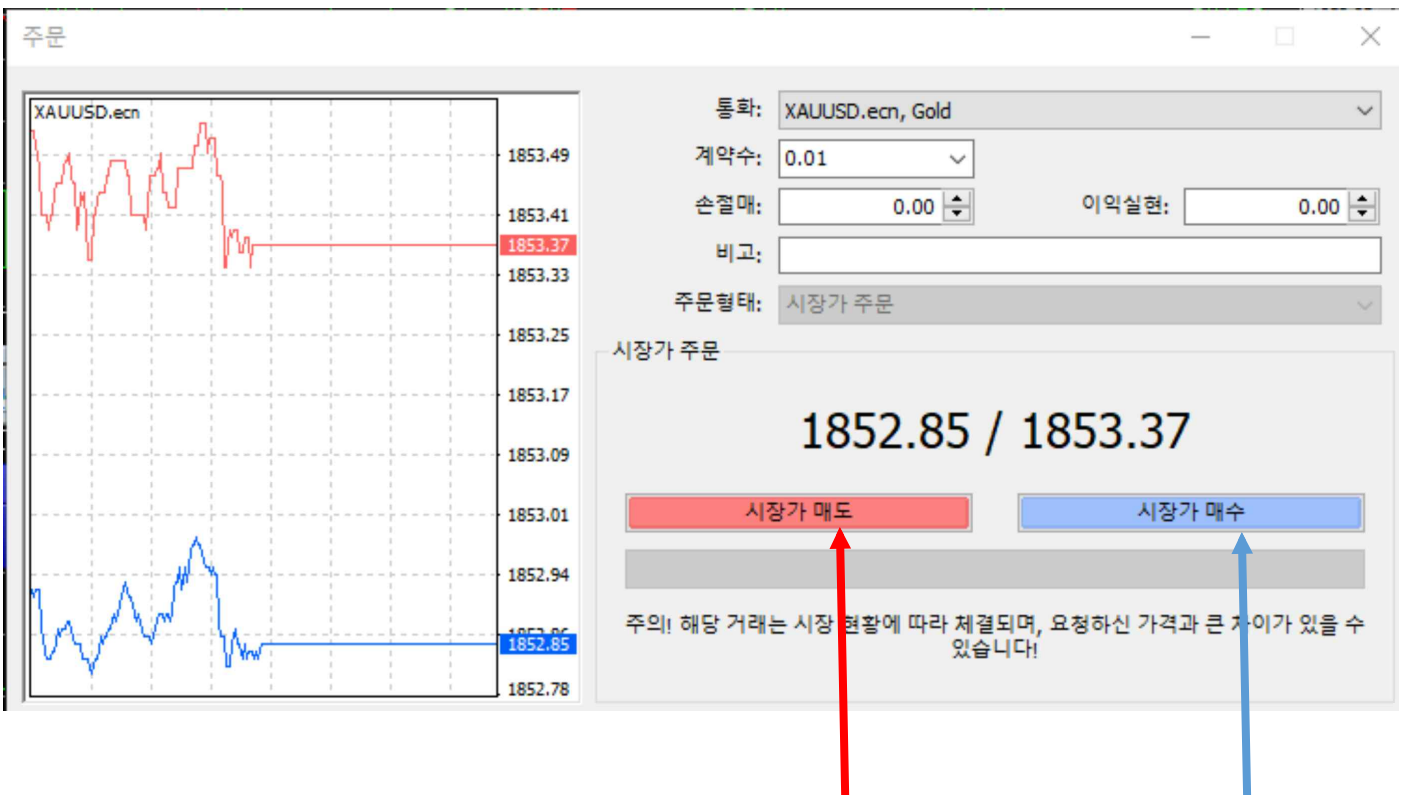 주문
XAUUSD.ecn
1853.49
1853.41
1853.37
1853.33
1853.25
1853.17
1853.09
1853.01
1852.94
1852.85
1852.78
통화: XAUUSD.ecn, Gold
계약수: 0.01
손절매: 0.00 이익실현: 0.00
비고:
주문형태: 시장가 주문
시장가 주문
1852.85 / 1853.37
시장가 매도 시장가 매수
주의! 해당 거래는 시장 현황에 따라 체결되며, 요청하신 가격과 큰 차이가 있을 수
있습니다!